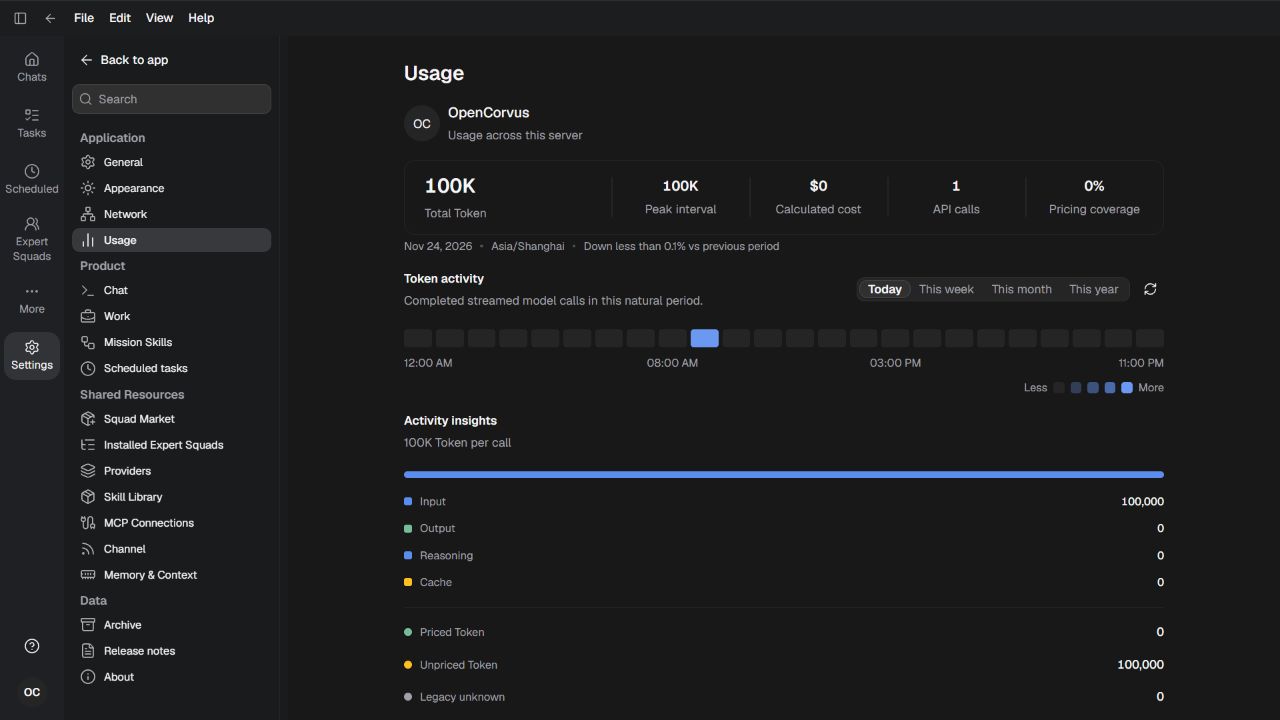 File Edit View Help
Chats
Tasks
Scheduled
Expert
Squads
More
Settings
OC
Back to app
Search
Application
General
Appearance
Network
Usage
Product
Chat
Work
Mission Skills
Scheduled tasks
Shared Resources
Squad Market
Installed Expert Squads
Providers
Skill Library
MCP Connections
Channel
Memory & Context
Data
Archive
Release notes
About
Usage
OC
OpenCorvus
Usage across this server
100K 100K $0 1 0%
Total Token Peak interval Calculated cost API calls Pricing coverage
Nov 24, 2026 • Asia/Shanghai • Down less than 0.1% vs previous period
Token activity
Completed streamed model calls in this natural period.
Today This week This month This year
12:00 AM 08:00 AM 03:00 PM 11:00 PM
Less More
Activity insights
100K Token per call
Input 100,000
Output 0
Reasoning 0
Cache 0
Priced Token 0
Unpriced Token 100,000
Legacy unknown 0